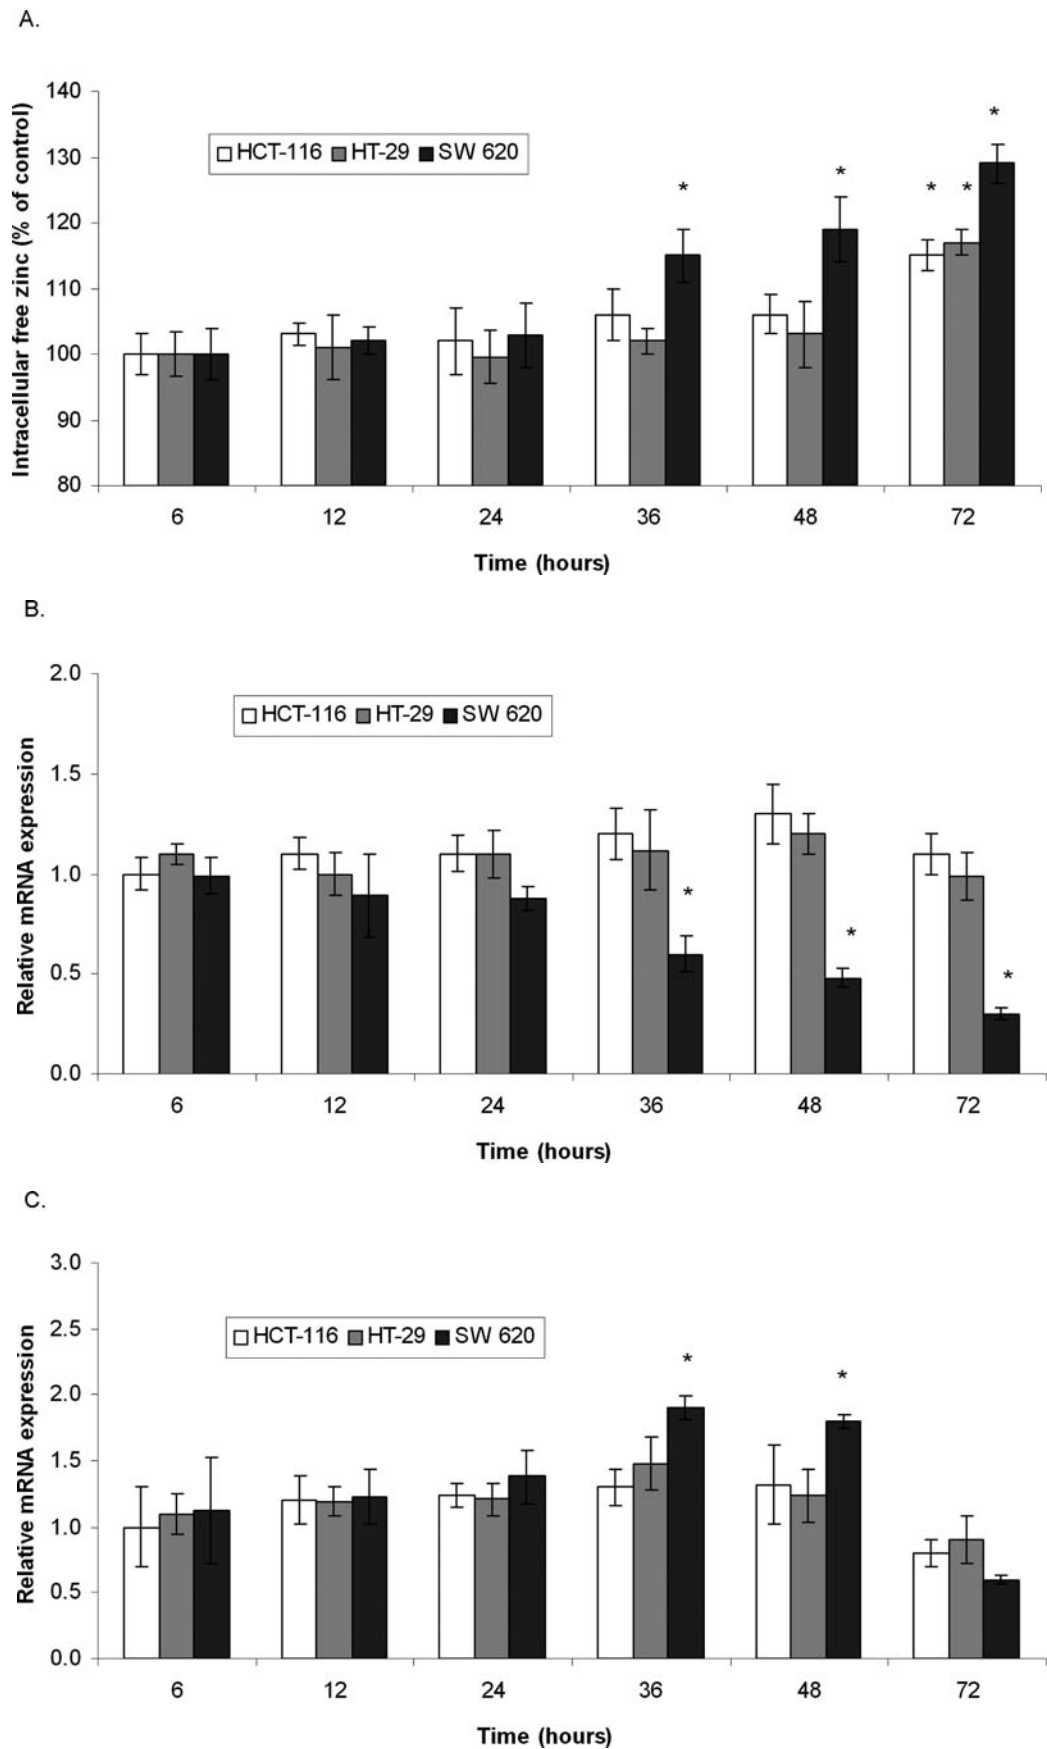 A.
Intracellular free zinc (% of control)
140
130
120
110
100
90
80
HCT-116 HT-29 SW 620
* * * * *
6 12 24 36 48 72
Time (hours)
B.
Relative mRNA expression
2.0
1.5
1.0
0.5
0.0
HCT-116 HT-29 SW 620
* * *
6 12 24 36 48 72
Time (hours)
C.
Relative mRNA expression
3.0
2.5
2.0
1.5
1.0
0.5
0.0
HCT-116 HT-29 SW 620
* *
6 12 24 36 48 72
Time (hours)